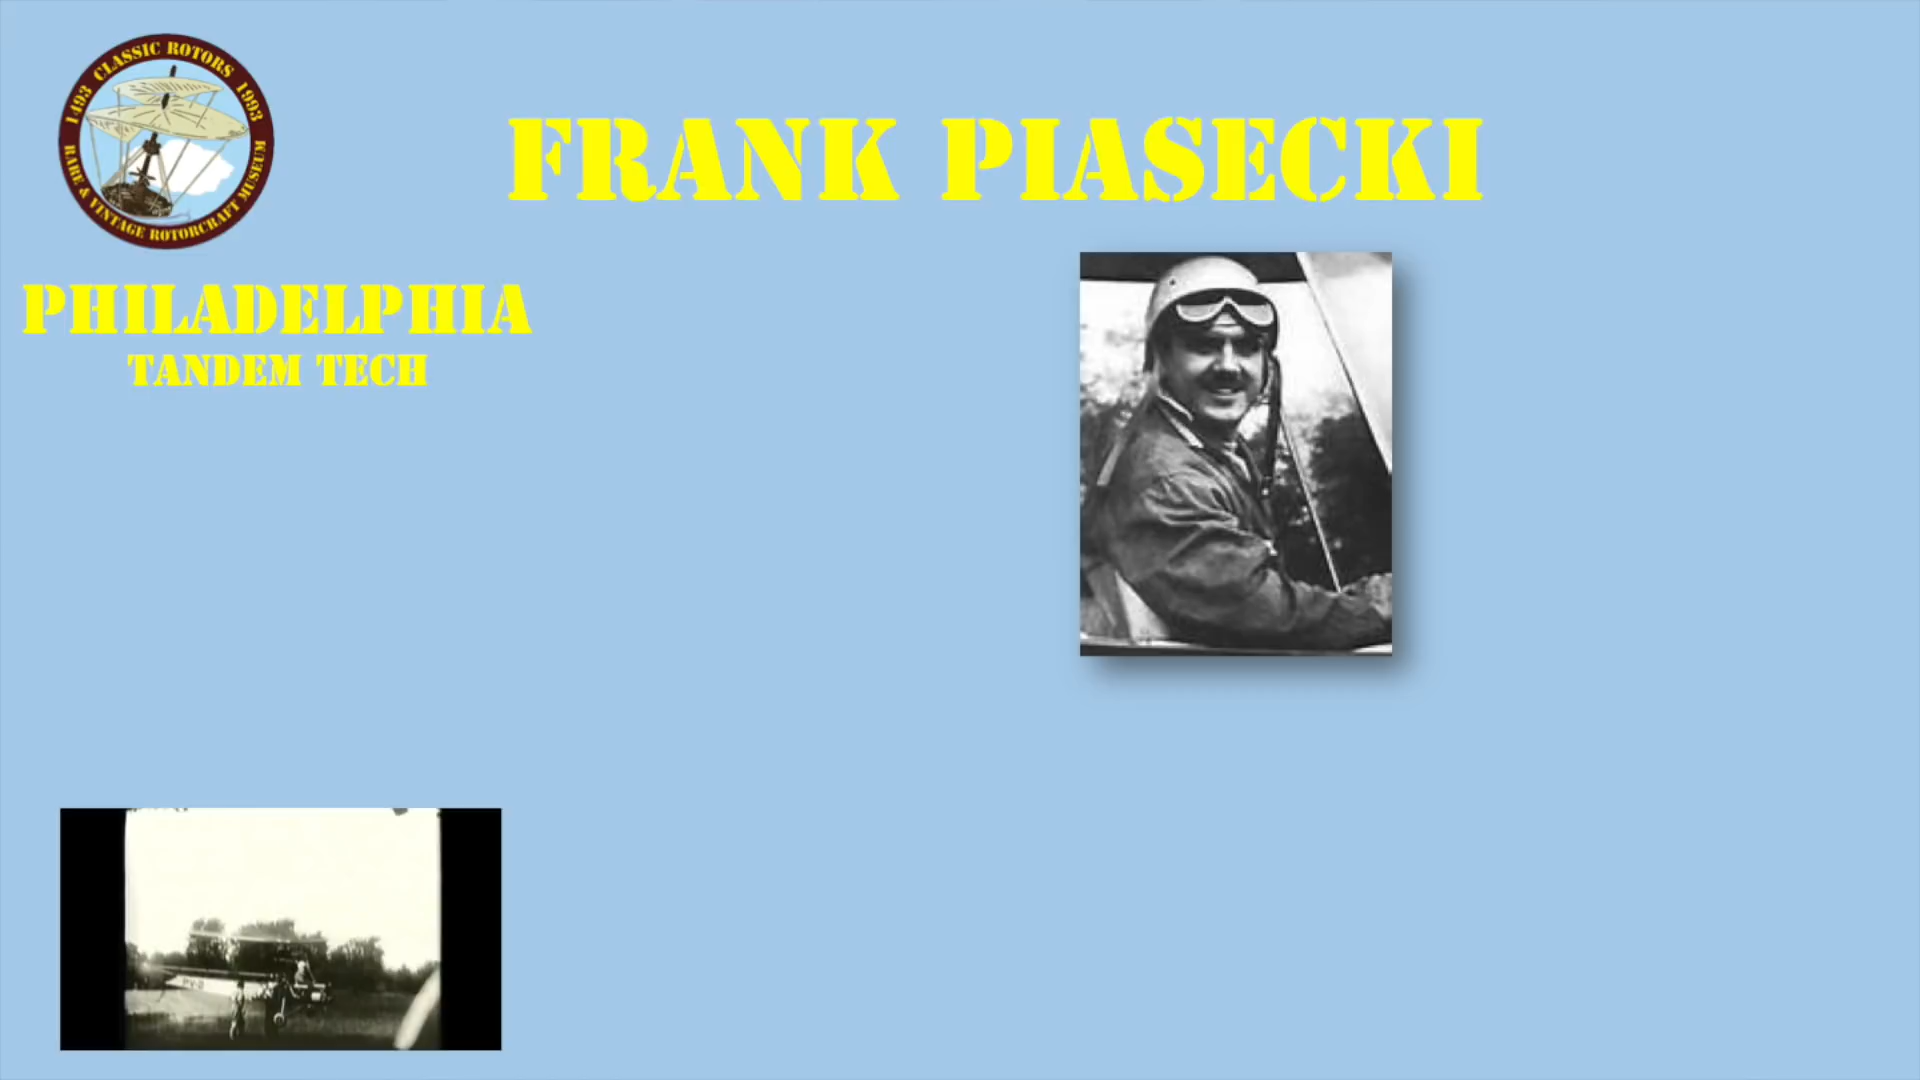 1493 CLASSIC ROTORS 1993
RARE & VINTAGE ROTORCRAFT MUSEUM
FRANK PIASECKI
PHILADELPHIA
TANDEM TECH